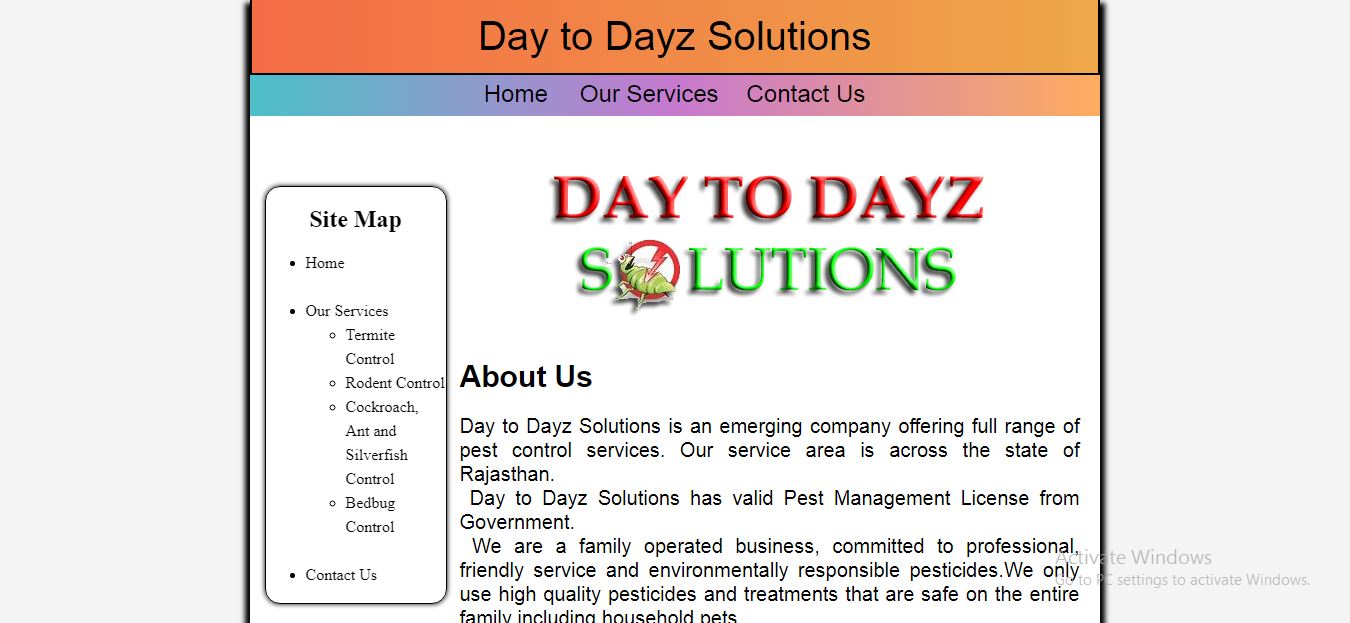 Day to Dayz Solutions
Home Our Services Contact Us
DAY TO DAYZ
SOLUTIONS
Site Map
Home
Our Services
Termite
Control
Rodent Control
Cockroach,
Ant and
Silverfish
Control
Bedbug
Control
Contact Us
About Us
Day to Dayz Solutions is an emerging company offering full range of
pest control services. Our service area is across the state of
Rajasthan.
Day to Dayz Solutions has valid Pest Management License from
Government.
We are a family operated business, committed to professional,
friendly service and environmentally responsible pesticides.We only
use high quality pesticides and treatments that are safe on the entire
family including household pets
Activate Windows
Go to PC settings to activate Windows.